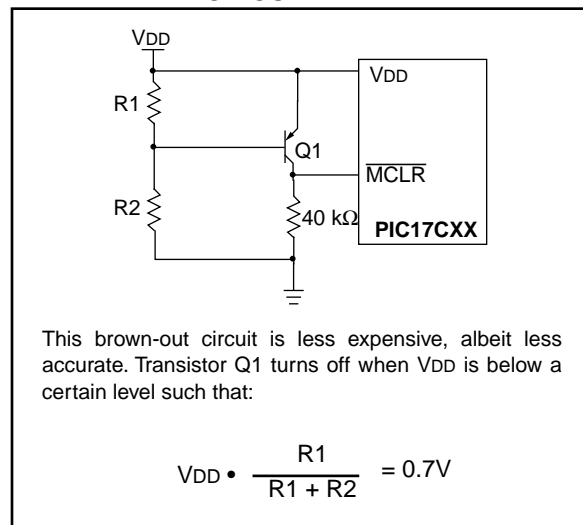 VDD
VDD
R1
Q1
MCLR
R2
40 kΩ
PIC17CXX
This brown-out circuit is less expensive, albeit less
accurate. Transistor Q1 turns off when VDD is below a
certain level such that:
VDD • R1 / R1 + R2 = 0.7V